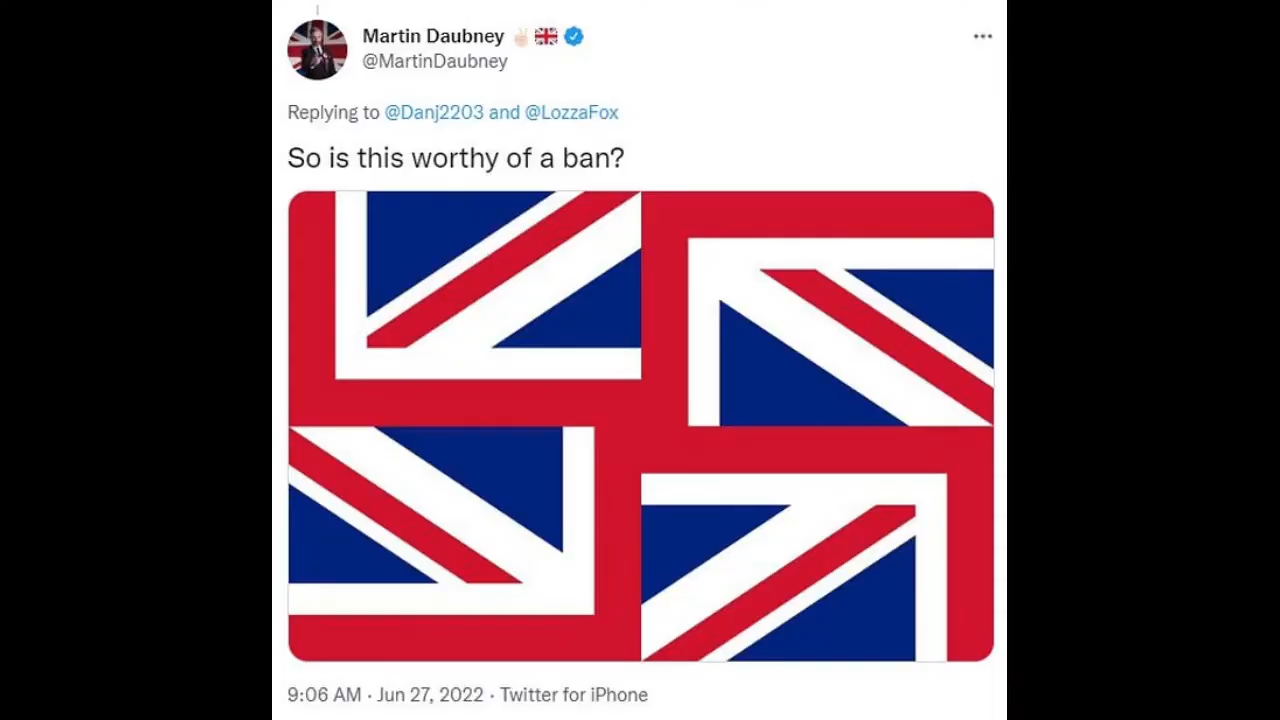 Martin Daubney ✌🏻🇬🇧
@MartinDaubney
Replying to @Danj2203 and @LozzaFox
So is this worthy of a ban?
9:06 AM · Jun 27, 2022 · Twitter for iPhone